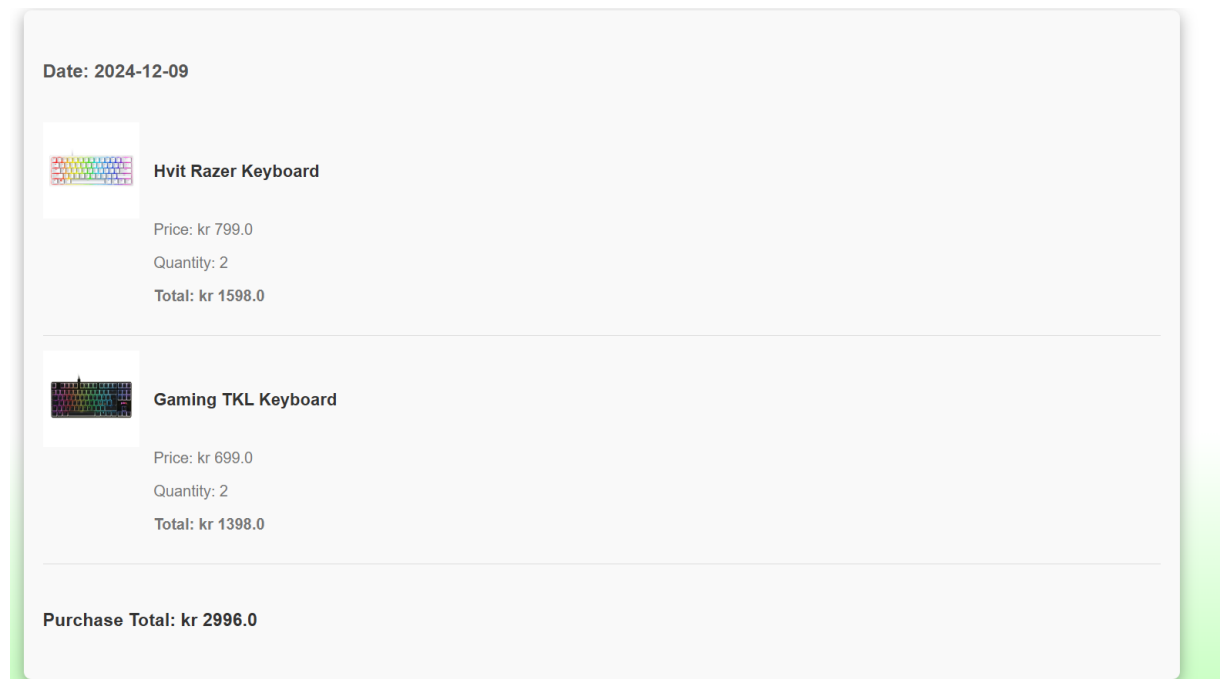 Date: 2024-12-09
Hvit Razer Keyboard
Price: kr 799.0
Quantity: 2
Total: kr 1598.0
Gaming TKL Keyboard
Price: kr 699.0
Quantity: 2
Total: kr 1398.0
Purchase Total: kr 2996.0